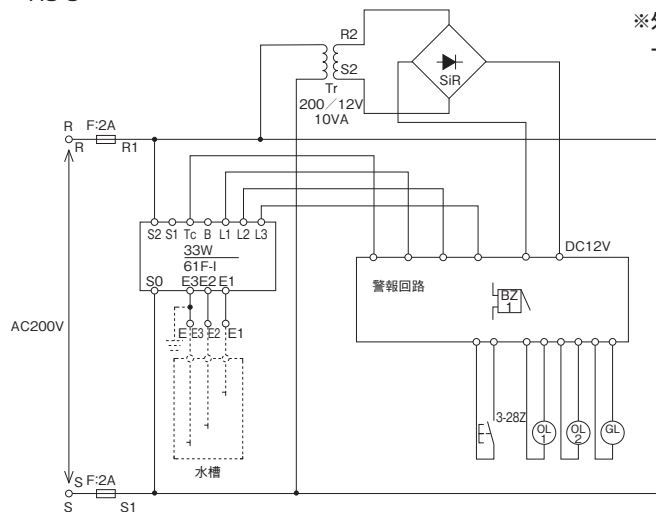 ※
R2
S2
SiR
Tr
200／12V
10VA
R
F:2A
R
R1
S2 S1 Tc B L1 L2 L3
33W
61F-I
S0 E3 E2 E1
DC12V
警報回路
BZ
1
AC200V
E E3 E2 E1
3-28Z
OL
1
OL
2
GL
水槽
S
F:2A
S
S1